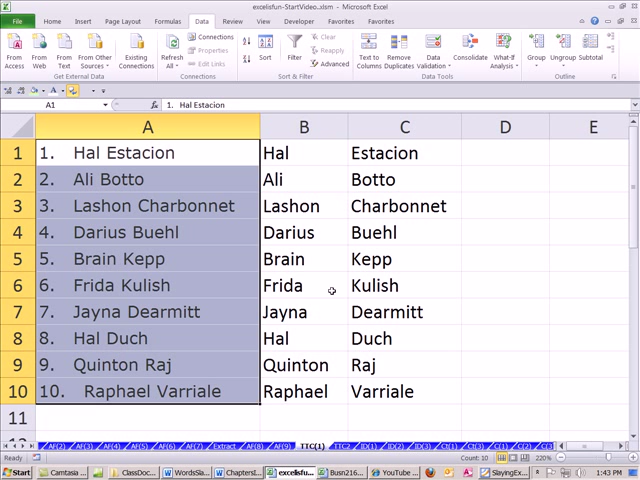 excelisfun-StartVideo.xlsm - Microsoft Excel
File Home Insert Page Layout Formulas Data Review View Developer
From Access From Web From Text From Other Sources Existing Connections Refresh All Connections Properties Edit Links Sort Filter Clear Reapply Advanced Text to Columns Remove Duplicates Data Validation Consolidate What-If Analysis Group Ungroup Subtotal
Get External Data Connections Sort & Filter Data Tools Outline
A1 fx 1. Hal Estacion
A B C D E
1 1. Hal Estacion Hal Estacion
2 2. Ali Botto Ali Botto
3 3. Lashon Charbonnet Lashon Charbonnet
4 4. Darius Buehl Darius Buehl
5 5. Brain Kepp Brain Kepp
6 6. Frida Kulish Frida Kulish
7 7. Jayna Dearmitt Jayna Dearmitt
8 8. Hal Duch Hal Duch
9 9. Quinton Raj Quinton Raj
10 10. Raphael Varriale Raphael Varriale
11
AF(2) AF(3) AF(4) AF(5) AF(6) AF(7) Extract AF(8) AF(9) TTC(1) TTC2 ID(1) ID(2) ID(3)
Count: 10 220%
Start Camtasia ClassDoc... WordsSla... ChaptersI... excelisfu... Busn216... YouTube ... SlayingEx... 1:43 PM